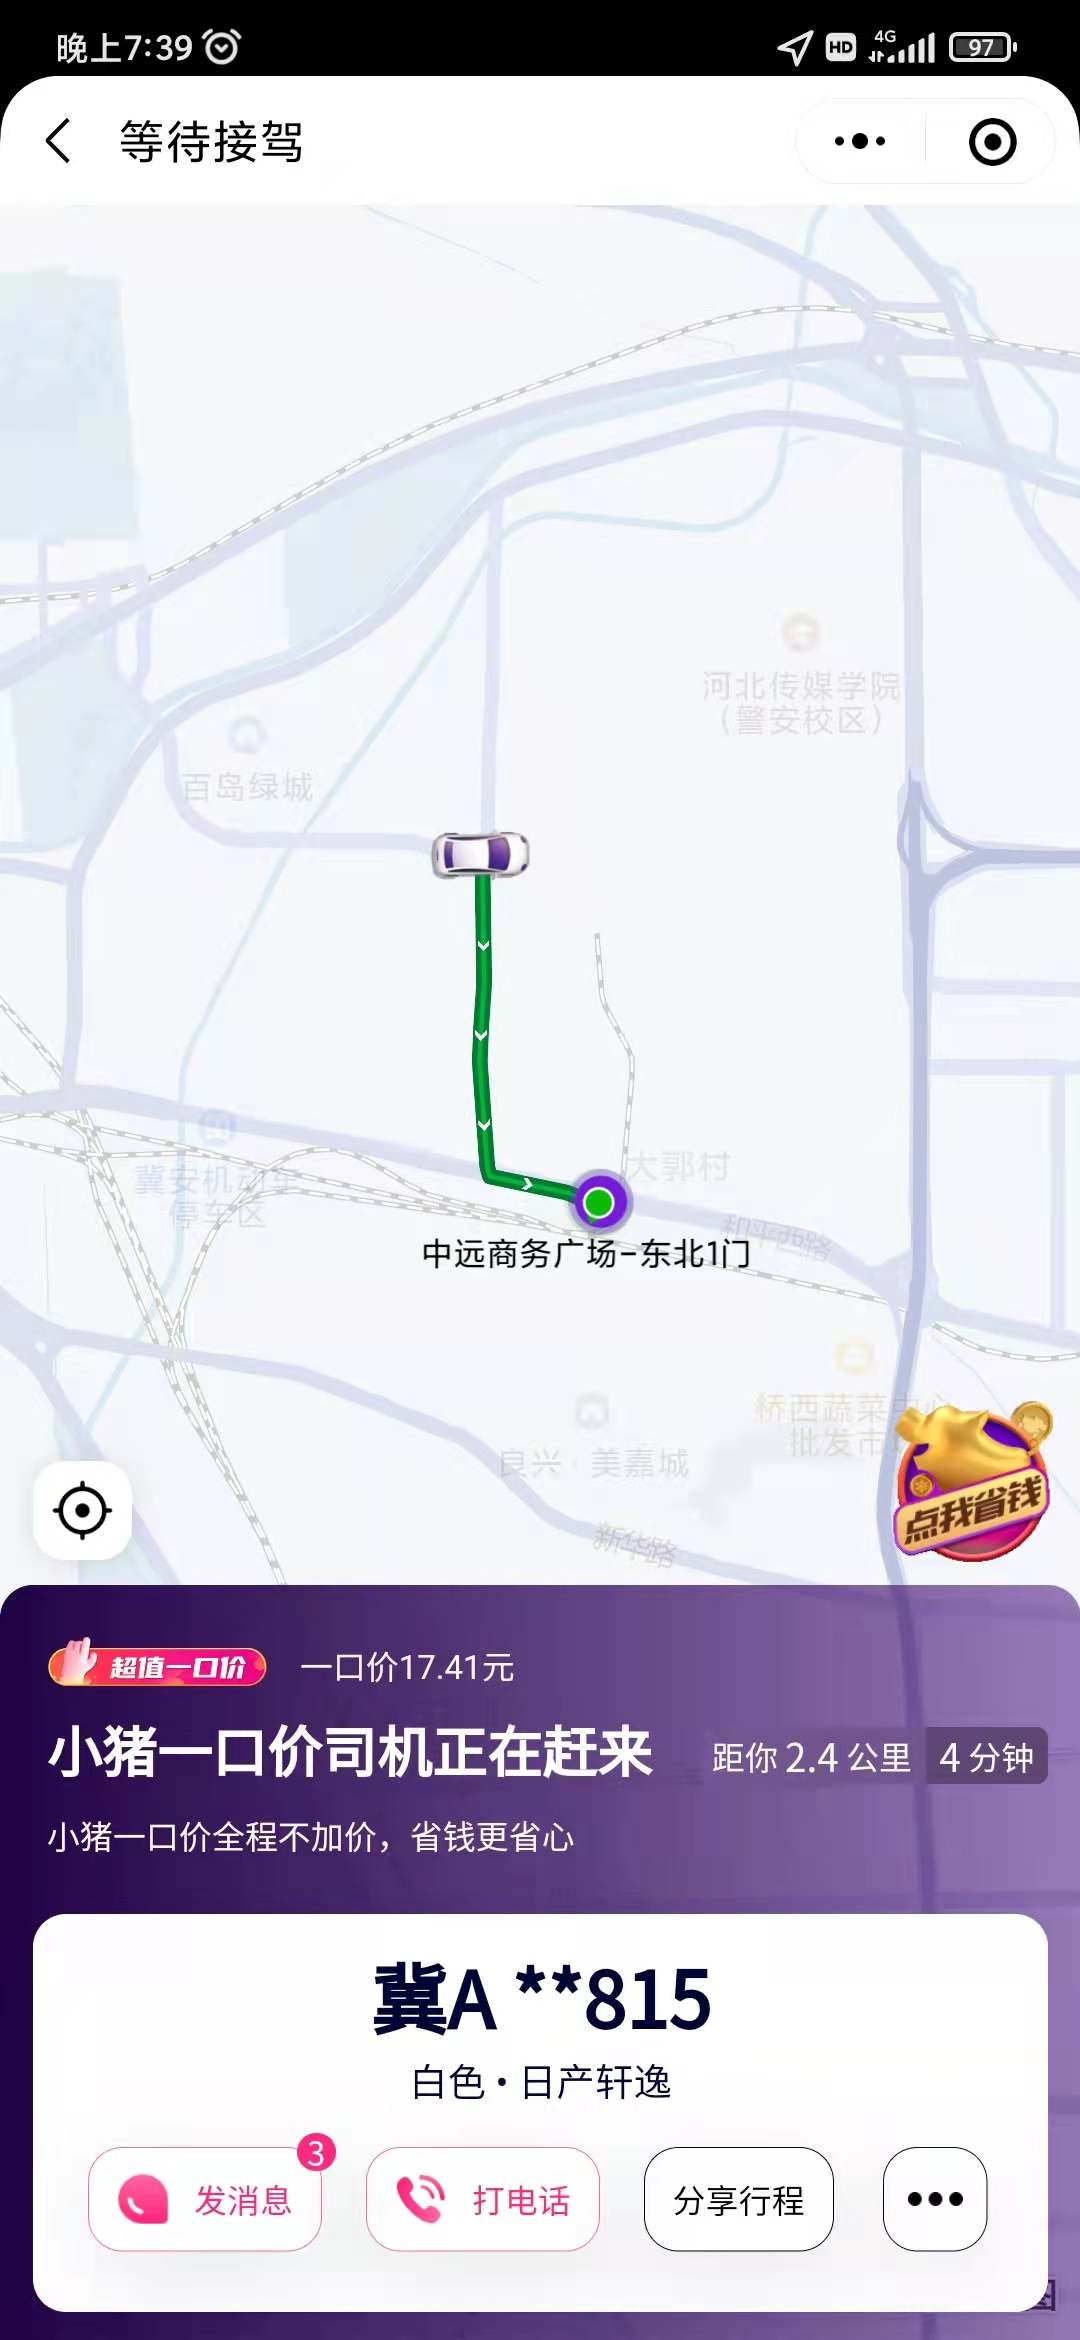 晚上7:39
HD
4G
97
等待接驾
河北传媒学院
（警安校区）
百岛绿城
大郭村
冀安机动车
停车区
和平西路
中远商务广场-东北1门
桥西蔬菜中心
批发市
良兴·美嘉城
点我省钱
新华路
超值一口价
一口价17.41元
小猪一口价司机正在赶来
距你 2.4 公里
4 分钟
小猪一口价全程不加价，省钱更省心
冀A **815
白色·日产轩逸
3
发消息
打电话
分享行程